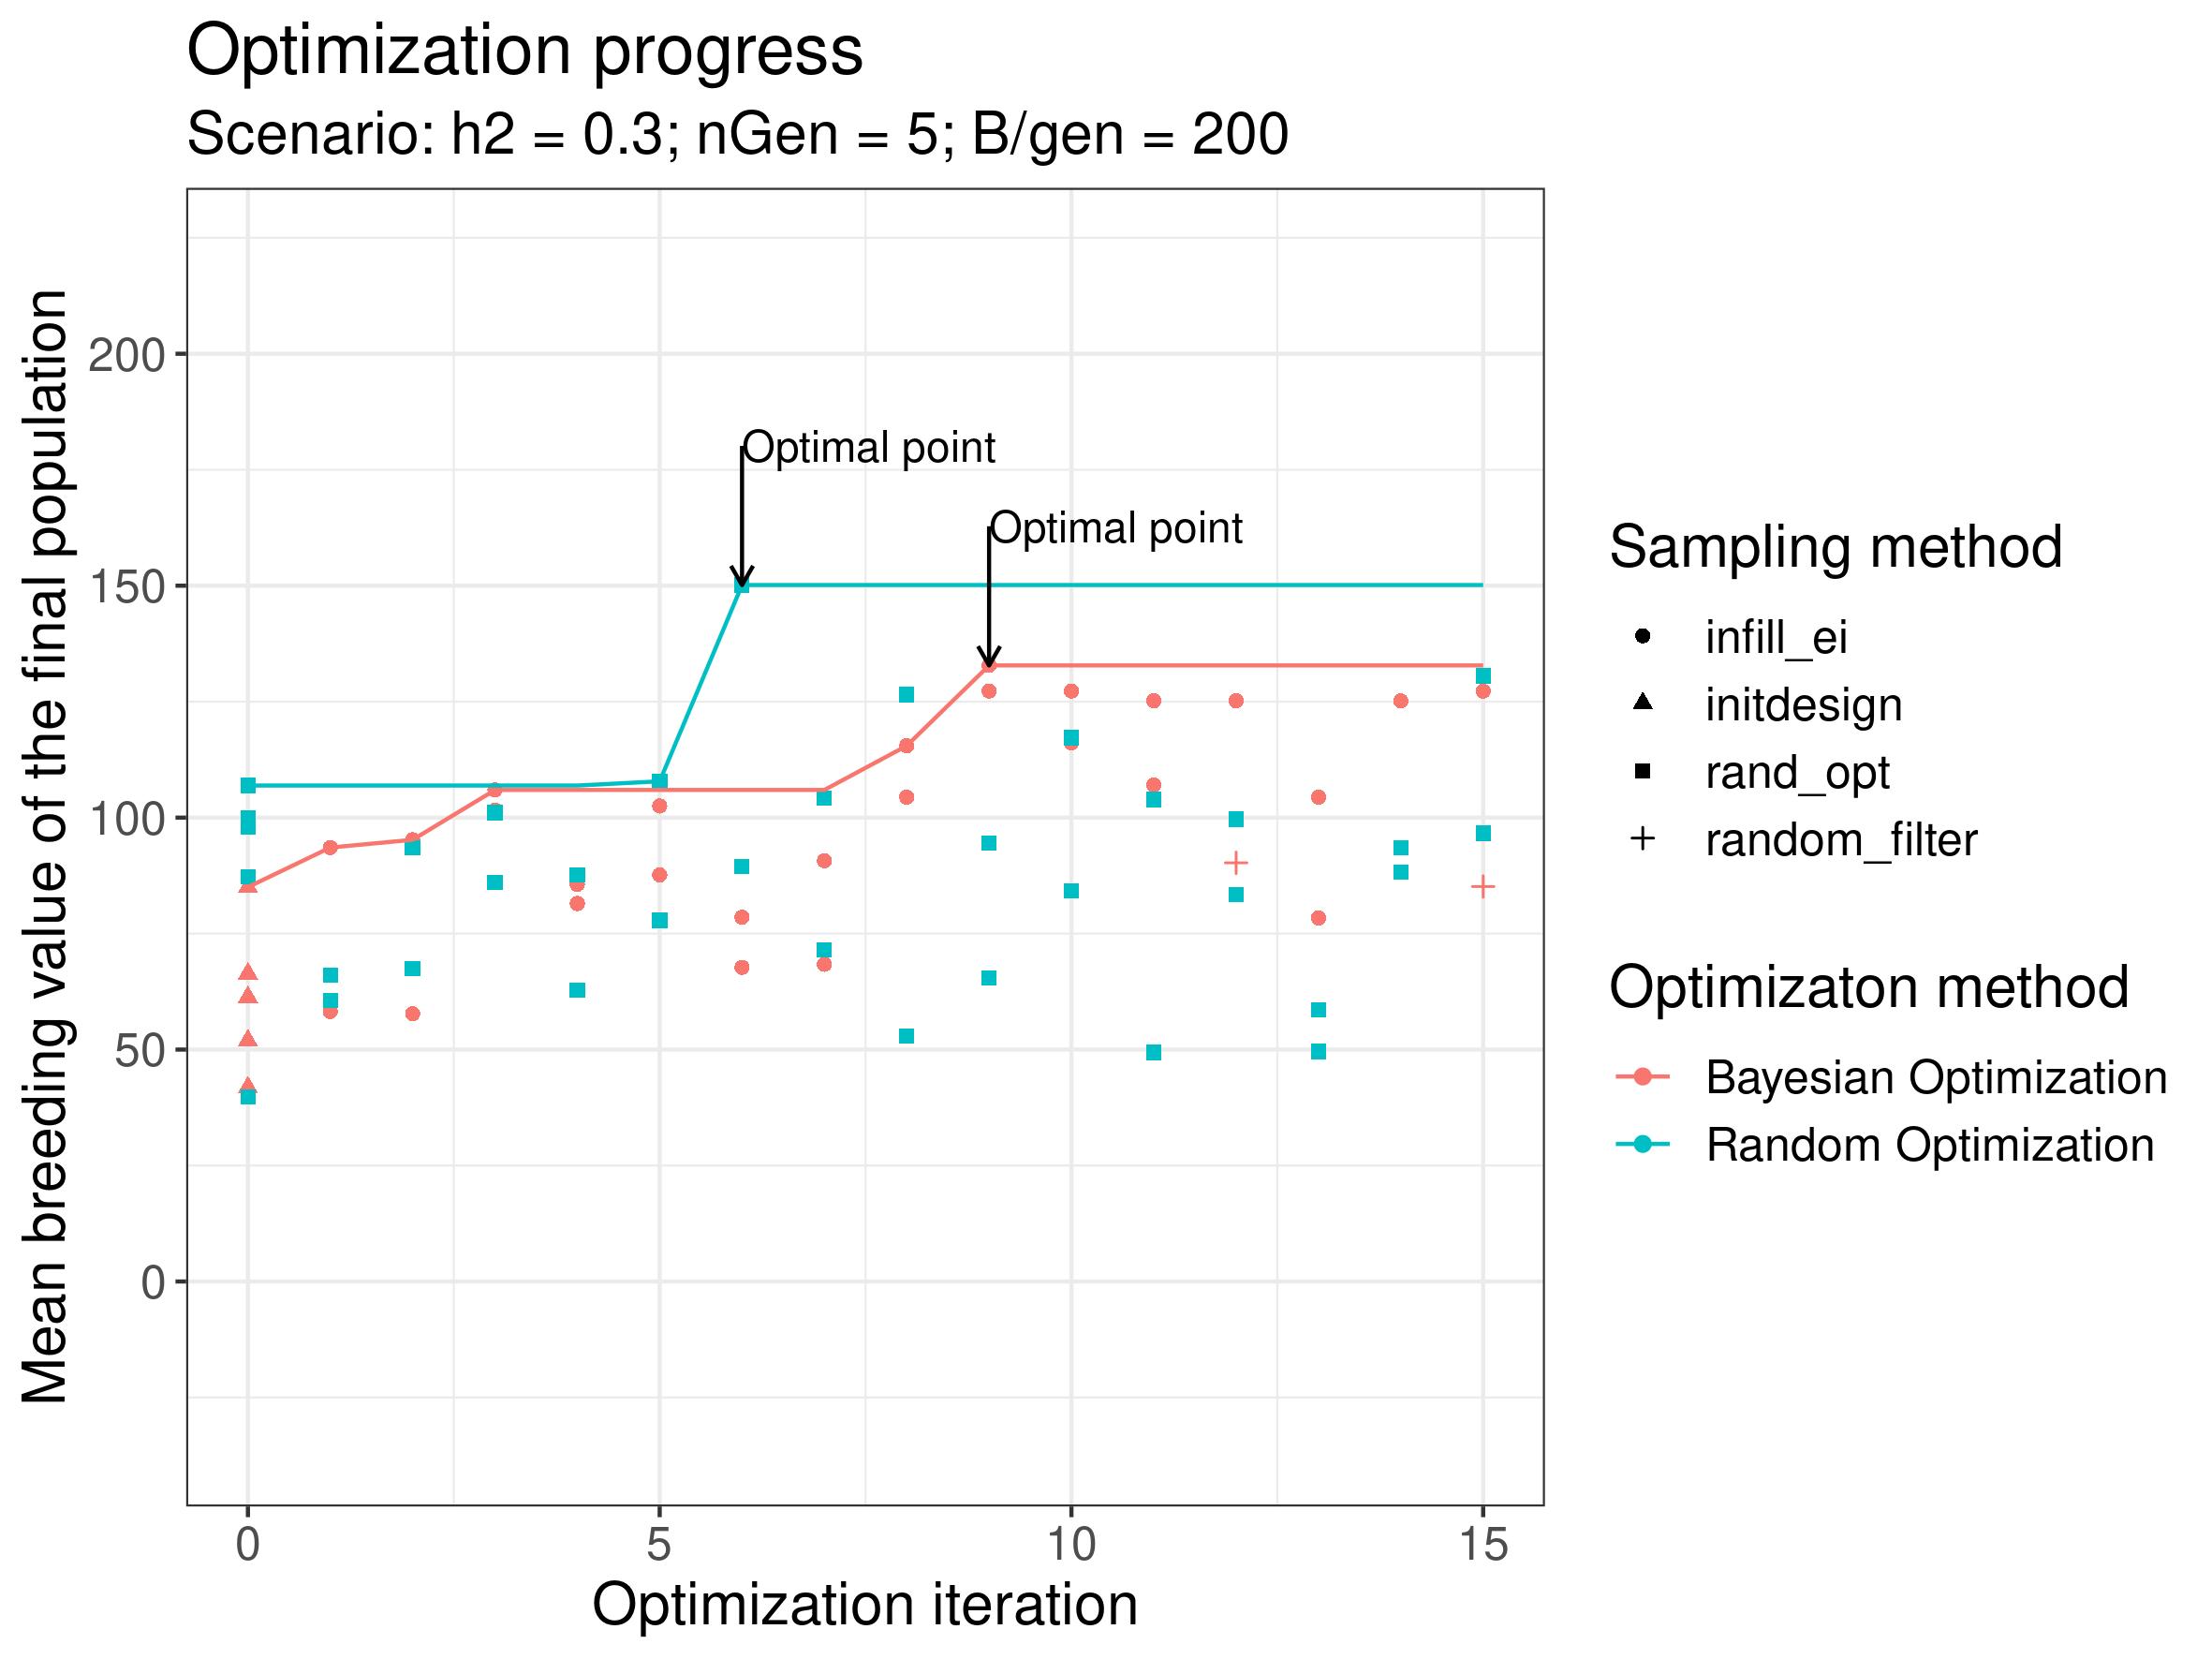 Optimization progress
Scenario: h2 = 0.3; nGen = 5; B/gen = 200
Mean breeding value of the final population
200
150
100
50
0
Optimal point
Optimal point
0
5
10
15
Optimization iteration
Sampling method
infill_ei
initdesign
rand_opt
random_filter
Optimizaton method
Bayesian Optimization
Random Optimization